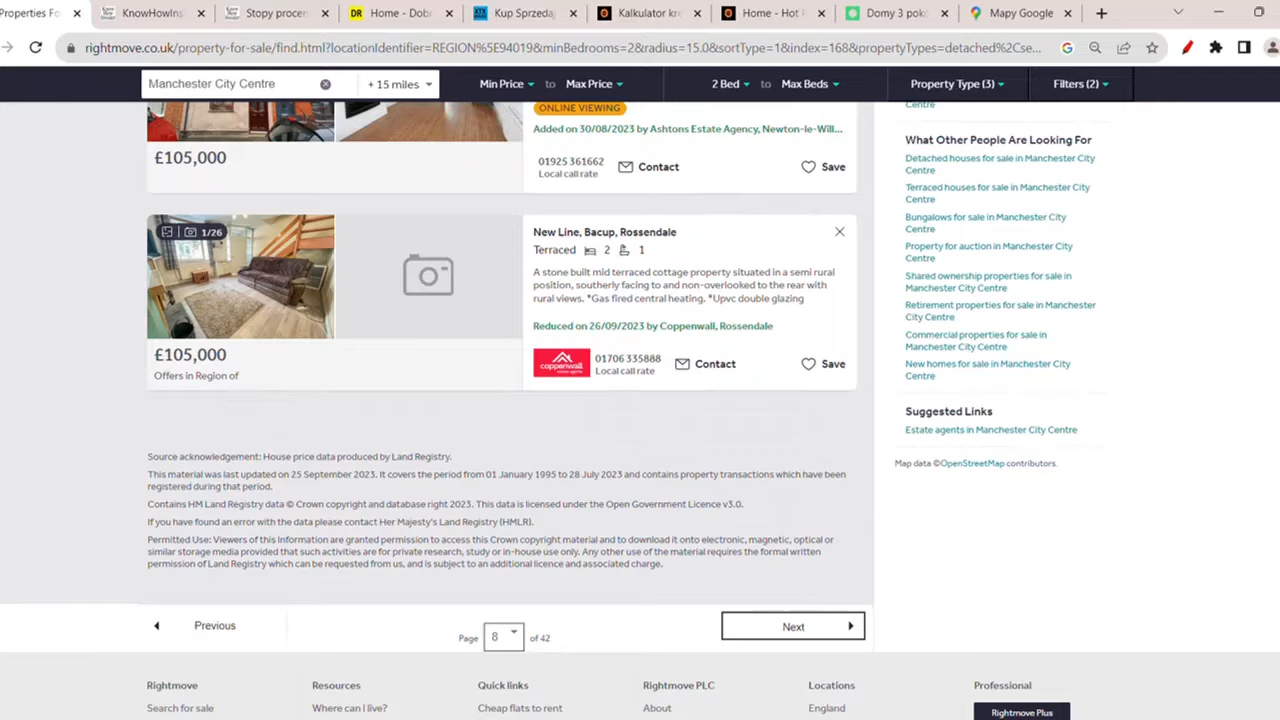 Properties Fo
KnowHowIns
Stopy procen
Home - Dobr
Kup Sprzedaj
Kalkulator kre
Home - Hot
Domy 3 poko
Mapy Google
rightmove.co.uk/property-for-sale/find.html?locationIdentifier=REGION%5E94019&minBedrooms=2&radius=15.0&sortType=1&index=168&propertyTypes=detached%2Cse...
Manchester City Centre
+ 15 miles
Min Price
to
Max Price
2 Bed
to
Max Beds
Property Type (3)
Filters (2)
ONLINE VIEWING
Added on 30/08/2023 by Ashtons Estate Agency, Newton-le-Will...
£105,000
01925 361662
Local call rate
Contact
Save
1/26
New Line, Bacup, Rossendale
Terraced 2 1
A stone built mid terraced cottage property situated in a semi rural
position, southerly facing to and non-overlooked to the rear with
rural views. *Gas fired central heating. *Upvc double glazing
Reduced on 26/09/2023 by Coppenwall, Rossendale
£105,000
Offers in Region of
coppenwall
01706 335888
Local call rate
Contact
Save
Source acknowledgement: House price data produced by Land Registry.
This material was last updated on 25 September 2023. It covers the period from 01 January 1995 to 28 July 2023 and contains property transactions which have been
registered during that period.
Contains HM Land Registry data © Crown copyright and database right 2023. This data is licensed under the Open Government Licence v3.0.
If you have found an error with the data please contact Her Majesty's Land Registry (HMLR).
Permitted Use: Viewers of this Information are granted permission to access this Crown copyright material and to download it onto electronic, magnetic, optical or
similar storage media provided that such activities are for private research, study or in-house use only. Any other use of the material requires the formal written
permission of Land Registry which can be requested from us, and is subject to an additional licence and associated charge.
Previous
Page 8 of 42
Next
Centre
What Other People Are Looking For
Detached houses for sale in Manchester City
Centre
Terraced houses for sale in Manchester City
Centre
Bungalows for sale in Manchester City
Centre
Property for auction in Manchester City
Centre
Shared ownership properties for sale in
Manchester City Centre
Retirement properties for sale in Manchester
City Centre
Commercial properties for sale in
Manchester City Centre
New homes for sale in Manchester City
Centre
Suggested Links
Estate agents in Manchester City Centre
Map data ©OpenStreetMap contributors.
Rightmove
Search for sale
Resources
Where can I live?
Quick links
Cheap flats to rent
Rightmove PLC
About
Locations
England
Professional
Rightmove Plus